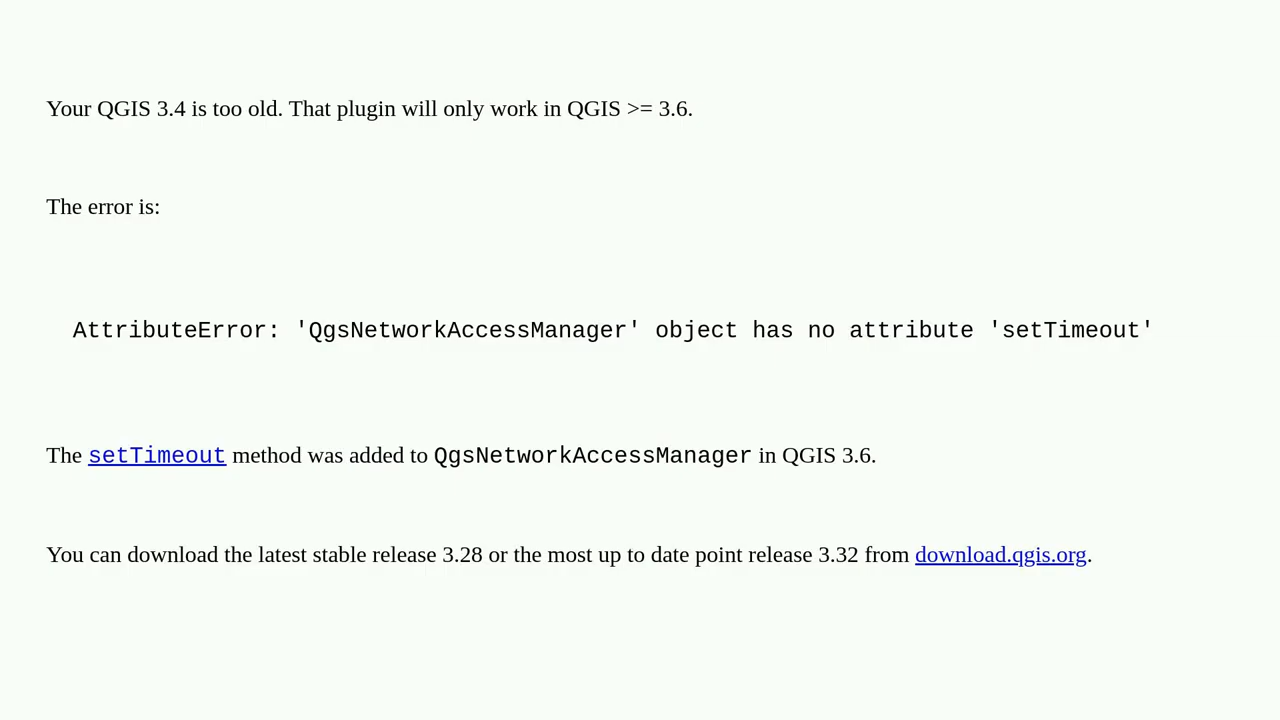 Your QGIS 3.4 is too old. That plugin will only work in QGIS >= 3.6.
The error is:
AttributeError: 'QgsNetworkAccessManager' object has no attribute 'setTimeout'
The setTimeout method was added to QgsNetworkAccessManager in QGIS 3.6.
You can download the latest stable release 3.28 or the most up to date point release 3.32 from download.qgis.org.